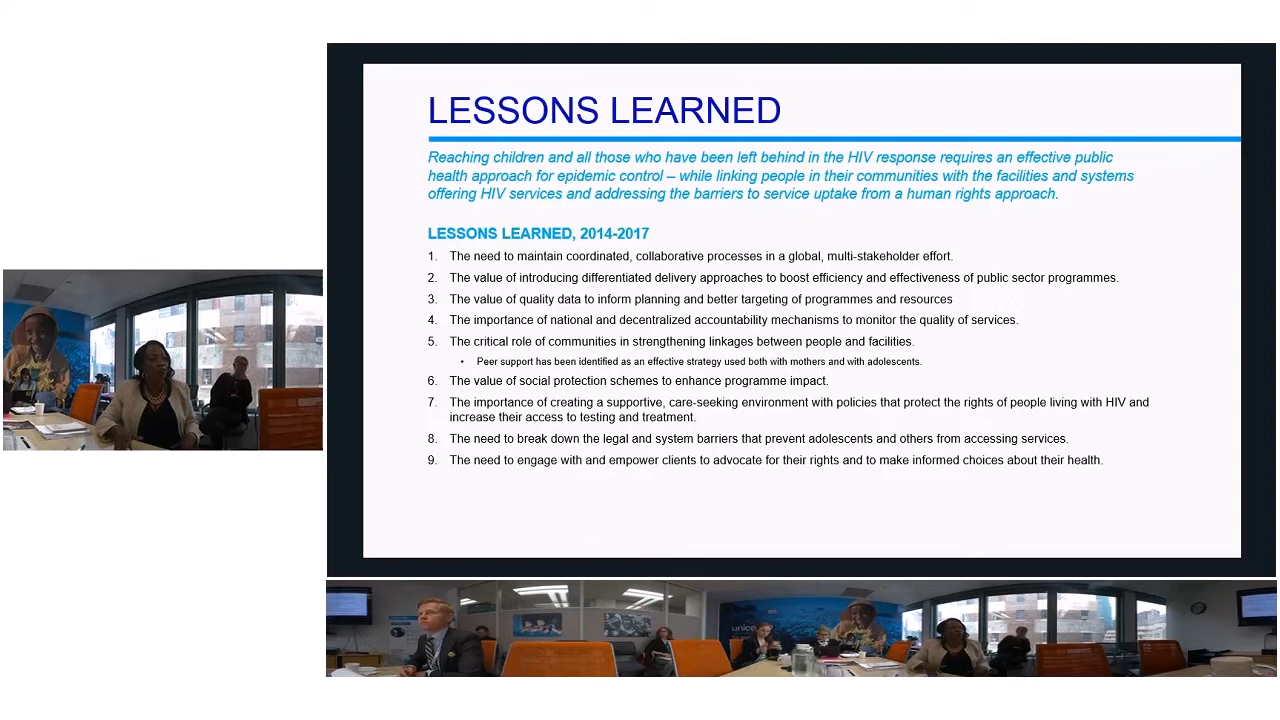 LESSONS LEARNED
Reaching children and all those who have been left behind in the HIV response requires an effective public
health approach for epidemic control – while linking people in their communities with the facilities and systems
offering HIV services and addressing the barriers to service uptake from a human rights approach.
LESSONS LEARNED, 2014-2017
1. The need to maintain coordinated, collaborative processes in a global, multi-stakeholder effort.
2. The value of introducing differentiated delivery approaches to boost efficiency and effectiveness of public sector programmes.
3. The value of quality data to inform planning and better targeting of programmes and resources
4. The importance of national and decentralized accountability mechanisms to monitor the quality of services.
5. The critical role of communities in strengthening linkages between people and facilities.
• Peer support has been identified as an effective strategy used both with mothers and with adolescents.
6. The value of social protection schemes to enhance programme impact.
7. The importance of creating a supportive, care-seeking environment with policies that protect the rights of people living with HIV and
increase their access to testing and treatment.
8. The need to break down the legal and system barriers that prevent adolescents and others from accessing services.
9. The need to engage with and empower clients to advocate for their rights and to make informed choices about their health.
unice